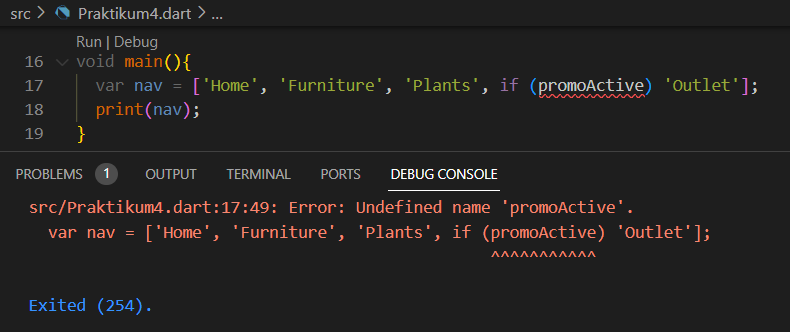 src > Praktikum4.dart > ...
Run | Debug
16 void main(){
17 var nav = ['Home', 'Furniture', 'Plants', if (promoActive) 'Outlet'];
18 print(nav);
19 }
PROBLEMS 1 OUTPUT TERMINAL PORTS DEBUG CONSOLE
src/Praktikum4.dart:17:49: Error: Undefined name 'promoActive'.
var nav = ['Home', 'Furniture', 'Plants', if (promoActive) 'Outlet'];
^^^^^^^^^^^
Exited (254).